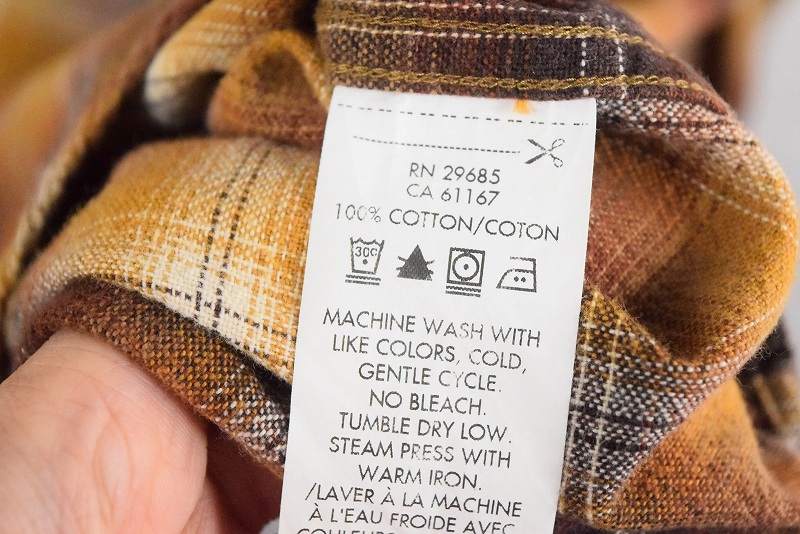 RN 29685
CA 61167
100% COTTON/COTON
30C
MACHINE WASH WITH
LIKE COLORS, COLD,
GENTLE CYCLE.
NO BLEACH.
TUMBLE DRY LOW.
STEAM PRESS WITH
WARM IRON.
/LAVER À LA MACHINE
À L'EAU FROIDE AVEC